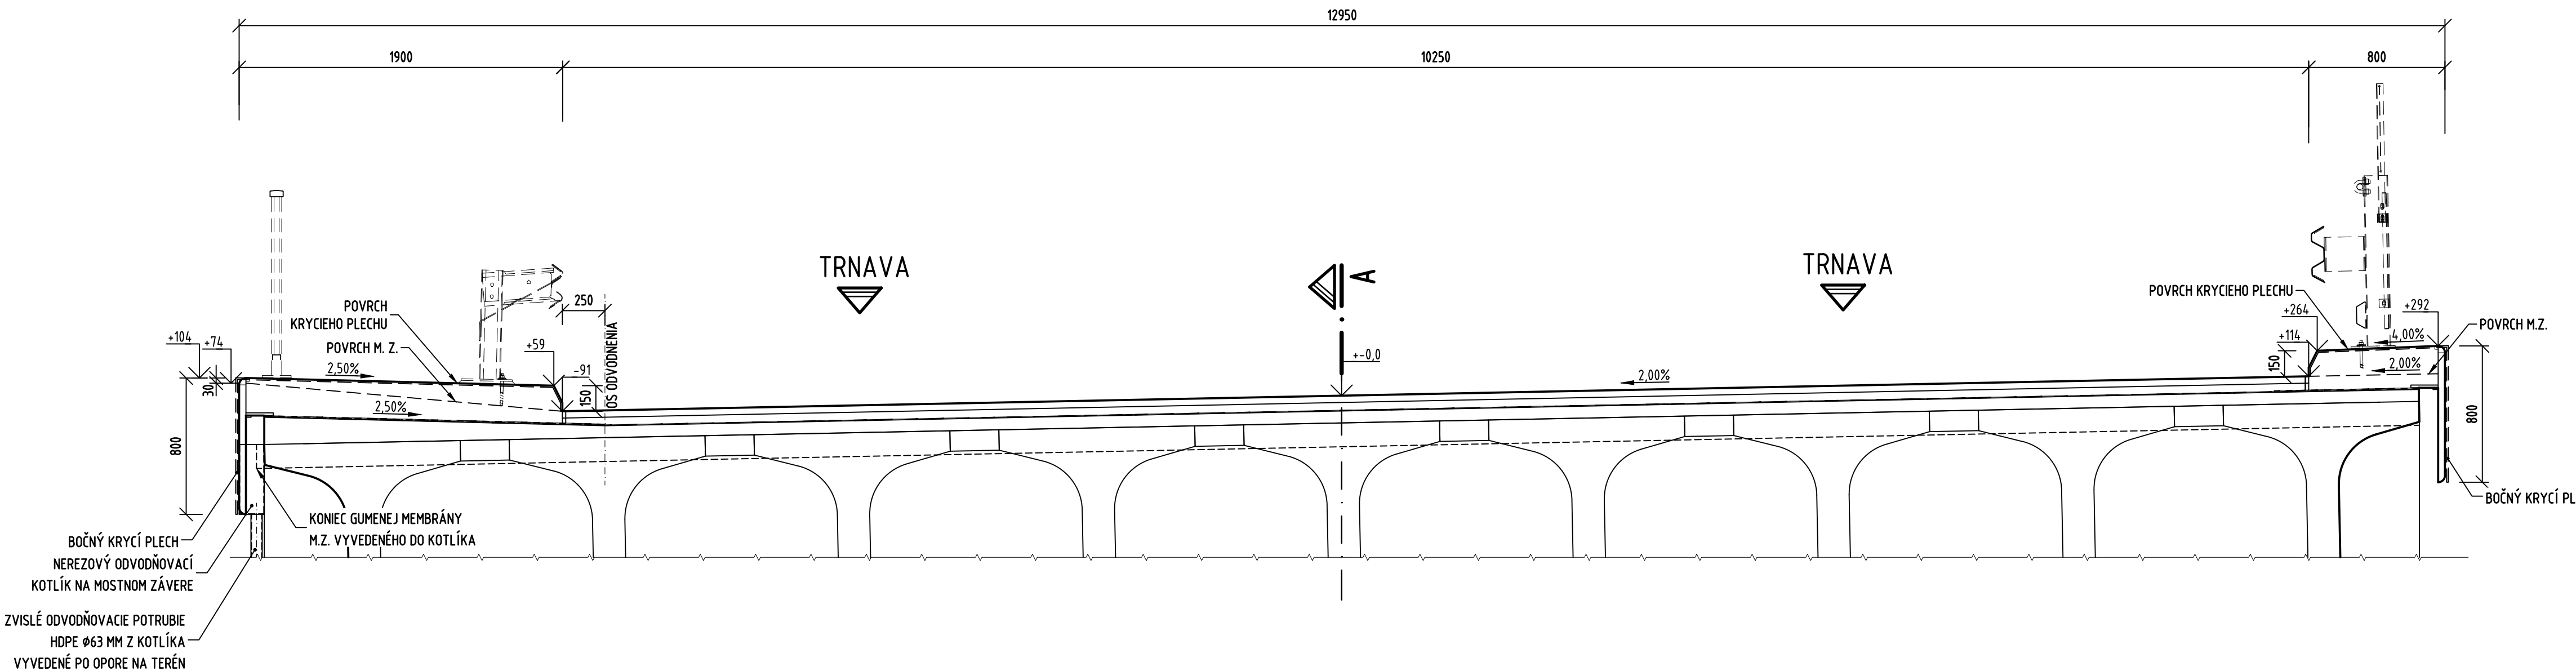 12950
1900
10250
800
TRNAVA
TRNAVA
A
250
OS ODVODNENIA
POVRCH
KRYCIEHO PLECHU
POVRCH M. Z.
+104
+74
30
2,50%
2,50%
+59
-91
150
+-0,0
2,00%
POVRCH KRYCIEHO PLECHU
+264
+114
150
+292
4,00%
2,00%
POVRCH M.Z.
800
800
BOČNÝ KRYCÍ PL
KONIEC GUMENEJ MEMBRÁNY
M.Z. VYVEDENÉHO DO KOTLÍKA
BOČNÝ KRYCÍ PLECH
NEREZOVÝ ODVODŇOVACÍ
KOTLÍK NA MOSTNOM ZÁVERE
ZVISLÉ ODVODŇOVACIE POTRUBIE
HDPE Ø63 MM Z KOTLÍKA
VYVEDENÉ PO OPORE NA TERÉN